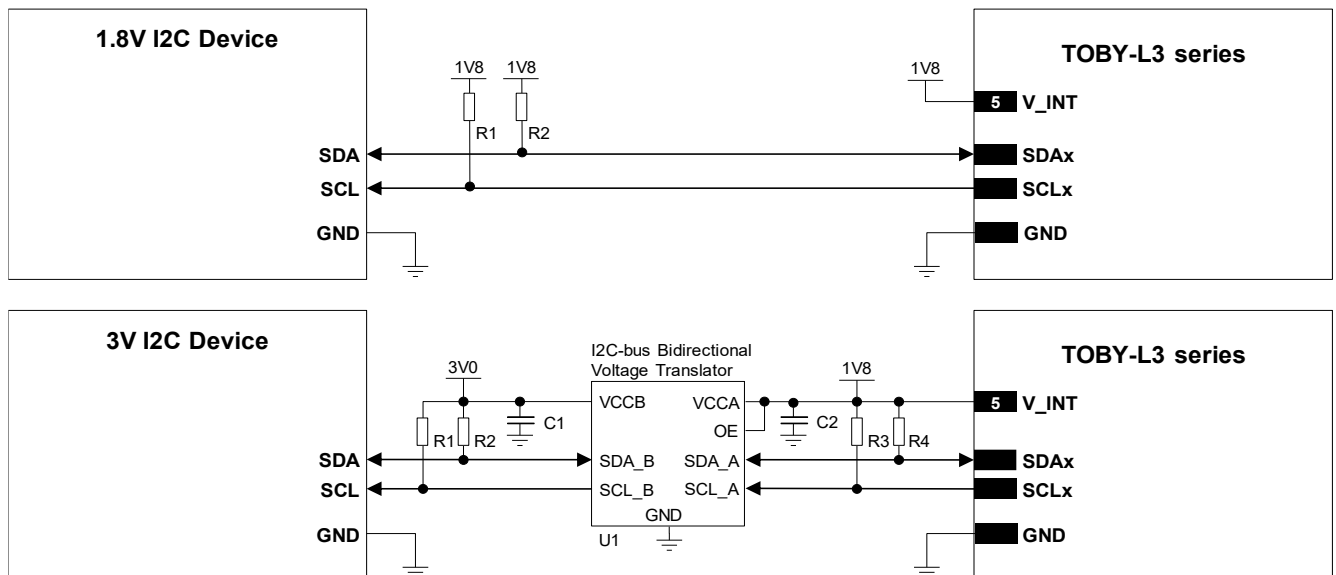 1.8V I2C Device
TOBY-L3 series
1V8 1V8
1V8
5 V_INT
R1 R2
SDA
SDAx
SCL
SCLx
GND
GND
3V I2C Device
TOBY-L3 series
I2C-bus Bidirectional
Voltage Translator
3V0
1V8
VCCB VCCA
5 V_INT
C1
C2
OE
R1 R2
R3 R4
SDA
SDA_B SDA_A
SDAx
SCL
SCL_B SCL_A
SCLx
GND
GND
GND
U1